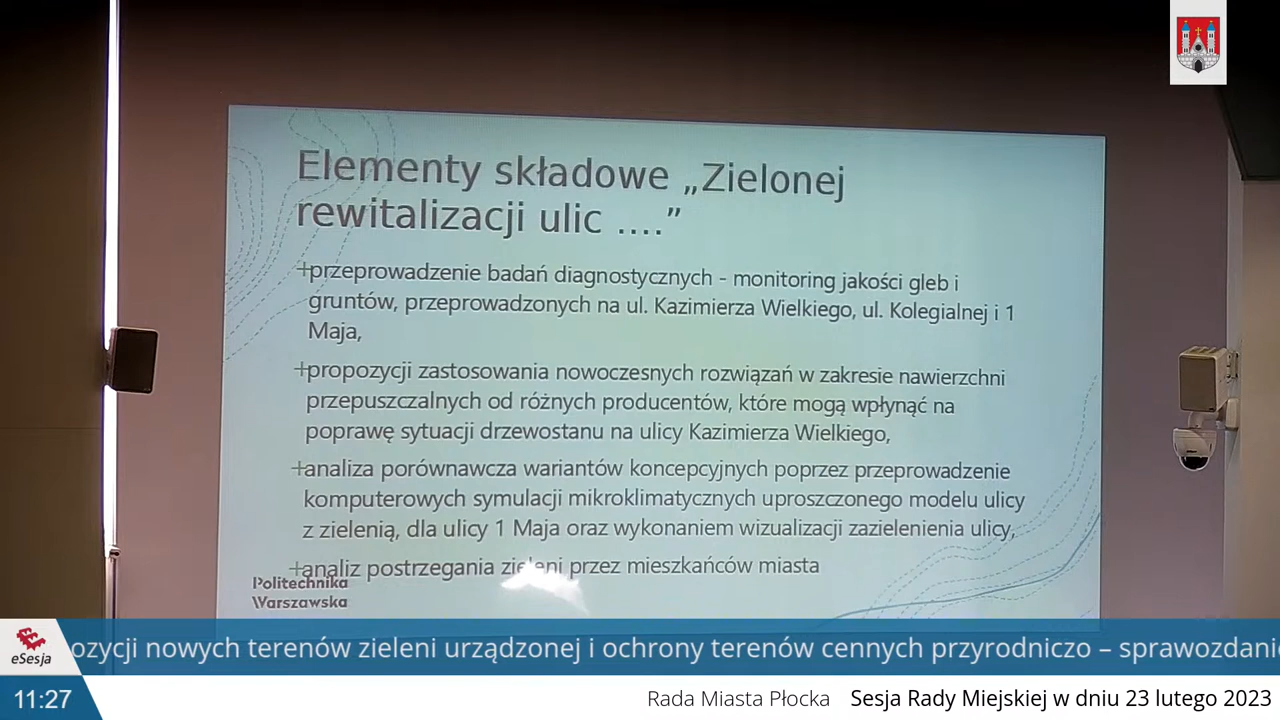 Elementy składowe „Zielonej
rewitalizacji ulic ....”
+przeprowadzenie badań diagnostycznych - monitoring jakości gleb i
gruntów, przeprowadzonych na ul. Kazimierza Wielkiego, ul. Kolegialnej i 1
Maja,
+propozycji zastosowania nowoczesnych rozwiązań w zakresie nawierzchni
przepuszczalnych od różnych producentów, które mogą wpłynąć na
poprawę sytuacji drzewostanu na ulicy Kazimierza Wielkiego,
+analiza porównawcza wariantów koncepcyjnych poprzez przeprowadzenie
komputerowych symulacji mikroklimatycznych uproszczonego modelu ulicy
z zielenią, dla ulicy 1 Maja oraz wykonaniem wizualizacji zazielenienia ulicy,
+analiz postrzegania zieleni przez mieszkańców miasta
Politechnika
Warszawska
eSesja
ozycji nowych terenów zieleni urządzonej i ochrony terenów cennych przyrodniczo – sprawozdani
11:27
Rada Miasta Płocka Sesja Rady Miejskiej w dniu 23 lutego 2023